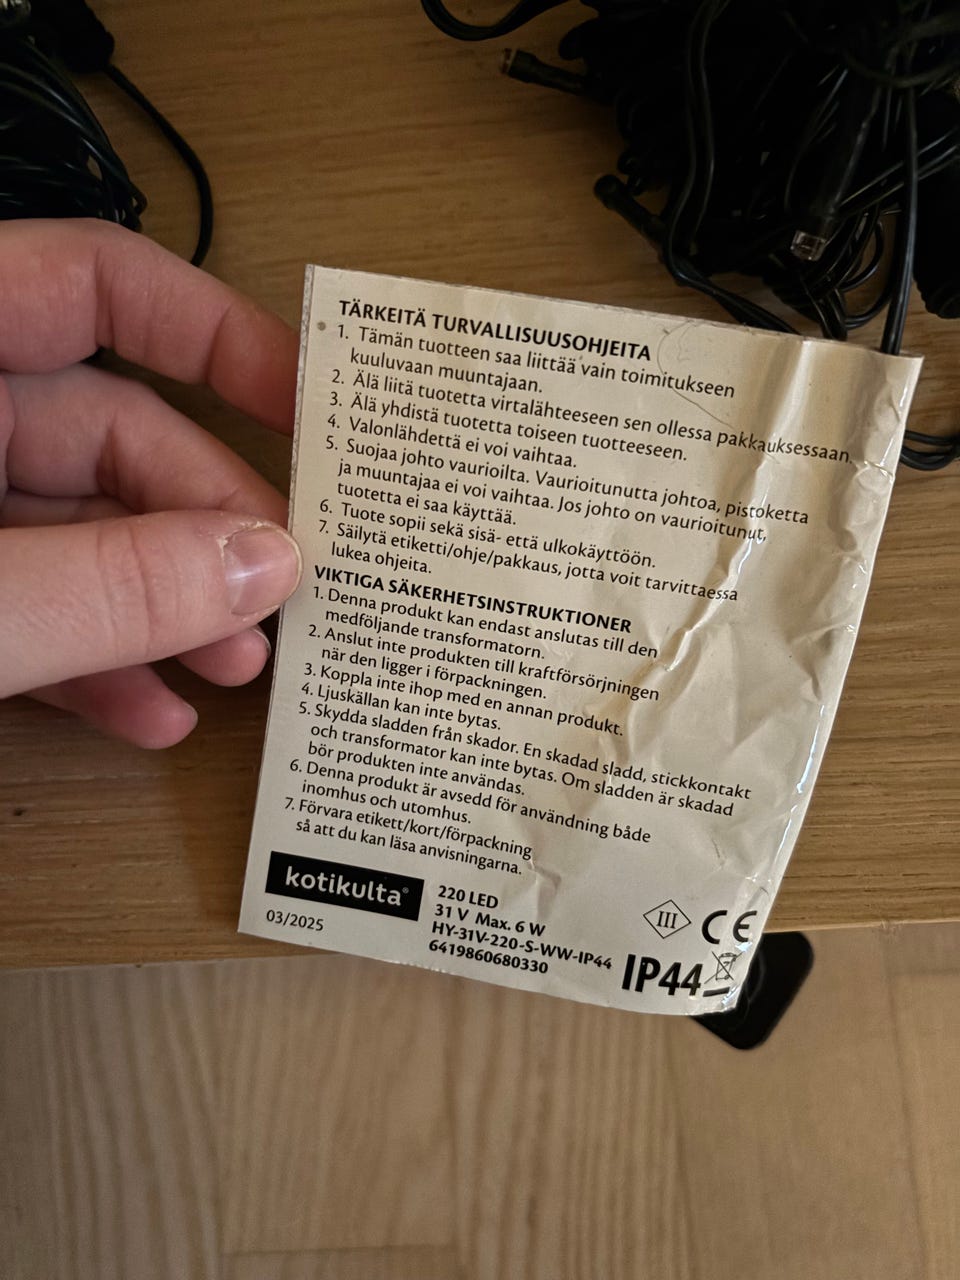 TÄRKEITÄ TURVALLISUUSOHJEITA
1. Tämän tuotteen saa liittää vain toimitukseen
kuuluvaan muuntajaan.
2. Älä liitä tuotetta virtalähteeseen sen ollessa pakkauksessaan.
3. Älä yhdistä tuotetta toiseen tuotteeseen.
4. Valonlähdettä ei voi vaihtaa.
5. Suojaa johto vaurioilta. Vaurioitunutta johtoa, pistoketta
ja muuntajaa ei voi vaihtaa. Jos johto on vaurioitunut,
tuotetta ei saa käyttää.
6. Tuote sopii sekä sisä- että ulkokäyttöön.
7. Säilytä etiketti/ohje/pakkaus, jotta voit tarvittaessa
lukea ohjeita.
VIKTIGA SÄKERHETSINSTRUKTIONER
1. Denna produkt kan endast anslutas till den
medföljande transformatorn.
2. Anslut inte produkten till kraftförsörjningen
när den ligger i förpackningen.
3. Koppla inte ihop med en annan produkt.
4. Ljuskällan kan inte bytas.
5. Skydda sladden från skador. En skadad sladd, stickkontakt
och transformator kan inte bytas. Om sladden är skadad
bör produkten inte användas.
6. Denna produkt är avsedd för användning både
inomhus och utomhus.
7. Förvara etikett/kort/förpackning
så att du kan läsa anvisningarna.
kotikulta®
03/2025
220 LED
31 V Max. 6 W
HY-31V-220-S-WW-IP44
6419860680330
III CE
IP44